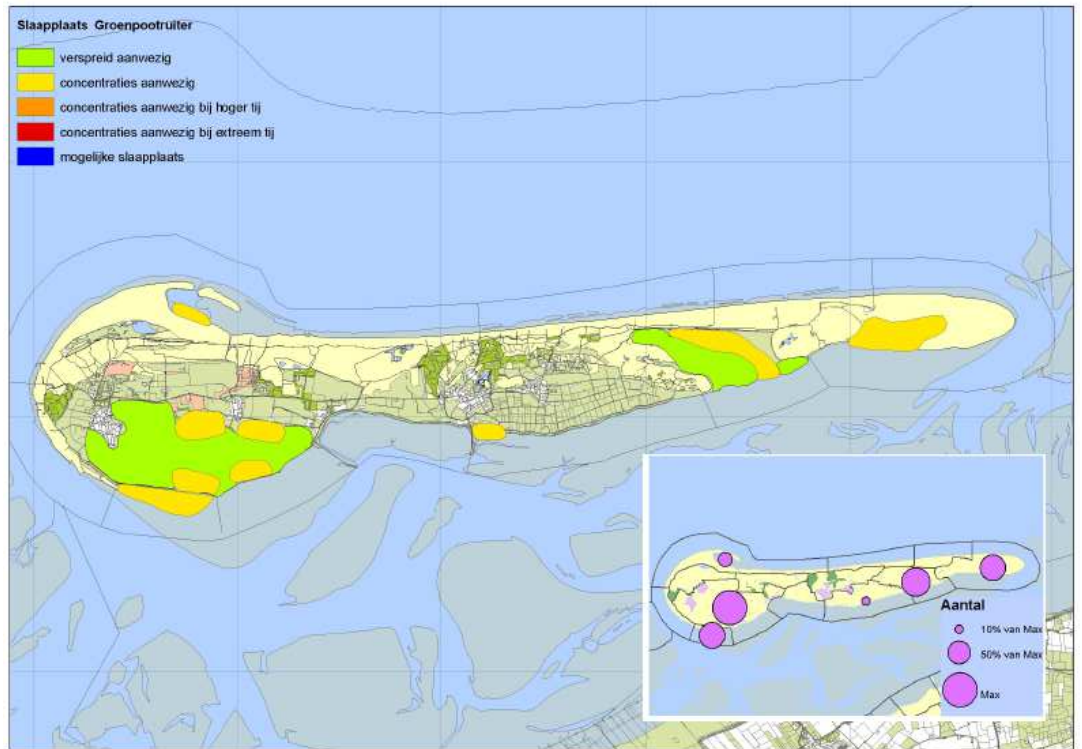 Slaapplaats Groenpootruiter
verspreid aanwezig
concentraties aanwezig
concentraties aanwezig bij hoger tij
concentraties aanwezig bij extreem tij
mogelijke slaapplaats
Aantal
10% van Max
50% van Max
Max